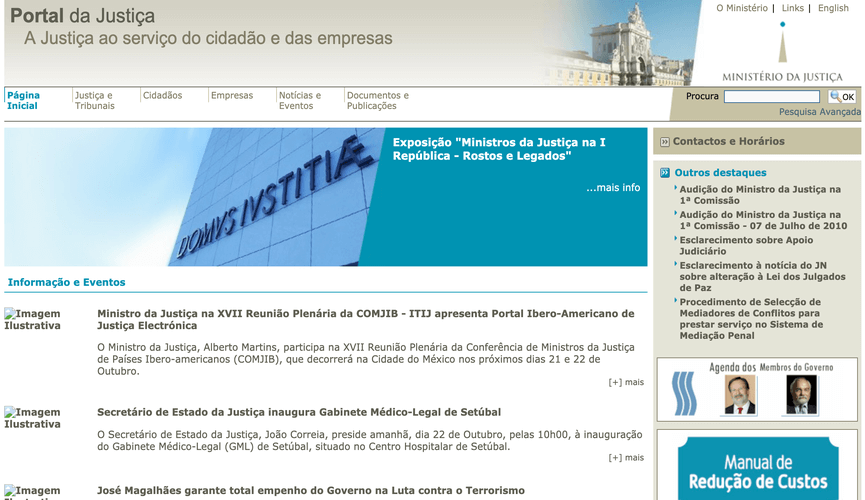 Portal da Justiça
A Justiça ao serviço do cidadão e das empresas
O Ministério | Links | English
MINISTÉRIO DA JUSTIÇA
Página
Inicial
Justiça e
Tribunais
Cidadãos
Empresas
Notícias e
Eventos
Documentos e
Publicações
Procura
OK
Pesquisa Avançada
DOMVS IVSTITIÆ
Exposição "Ministros da Justiça na I
República - Rostos e Legados"
...mais info
Informação e Eventos
Imagem
Ilustrativa
Ministro da Justiça na XVII Reunião Plenária da COMJIB - ITIJ apresenta Portal Ibero-Americano de
Justiça Electrónica
O Ministro da Justiça, Alberto Martins, participa na XVII Reunião Plenária da Conferência de Ministros da Justiça
de Países Ibero-americanos (COMJIB), que decorrerá na Cidade do México nos próximos dias 21 e 22 de
Outubro.
[+] mais
Imagem
Ilustrativa
Secretário de Estado da Justiça inaugura Gabinete Médico-Legal de Setúbal
O Secretário de Estado da Justiça, João Correia, preside amanhã, dia 22 de Outubro, pelas 10h00, à inauguração
do Gabinete Médico-Legal (GML) de Setúbal, situado no Centro Hospitalar de Setúbal.
[+] mais
Imagem
José Magalhães garante total empenho do Governo na Luta contra o Terrorismo
Contactos e Horários
Outros destaques
Audição do Ministro da Justiça na
1ª Comissão
Audição do Ministro da Justiça na
1ª Comissão - 07 de Julho de 2010
Esclarecimento sobre Apoio
Judiciário
Esclarecimento à notícia do JN
sobre alteração à Lei dos Julgados
de Paz
Procedimento de Selecção de
Mediadores de Conflitos para
prestar serviço no Sistema de
Mediação Penal
Agenda dos Membros do Governo
Manual de
Redução de Custos